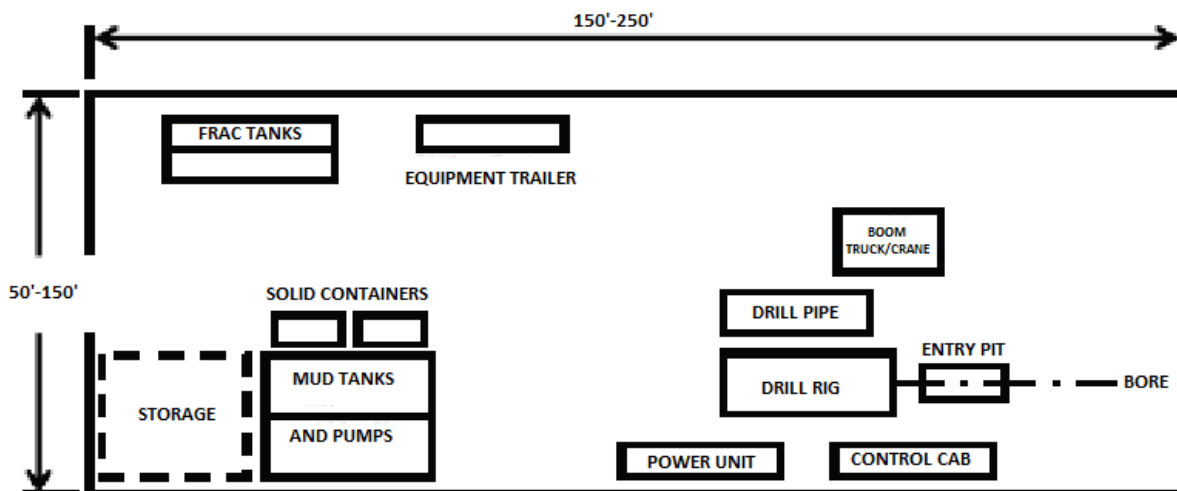 150'-250'
FRAC TANKS
EQUIPMENT TRAILER
BOOM
TRUCK/CRANE
50'-150'
SOLID CONTAINERS
DRILL PIPE
ENTRY PIT
MUD TANKS
DRILL RIG
BORE
STORAGE
AND PUMPS
POWER UNIT
CONTROL CAB